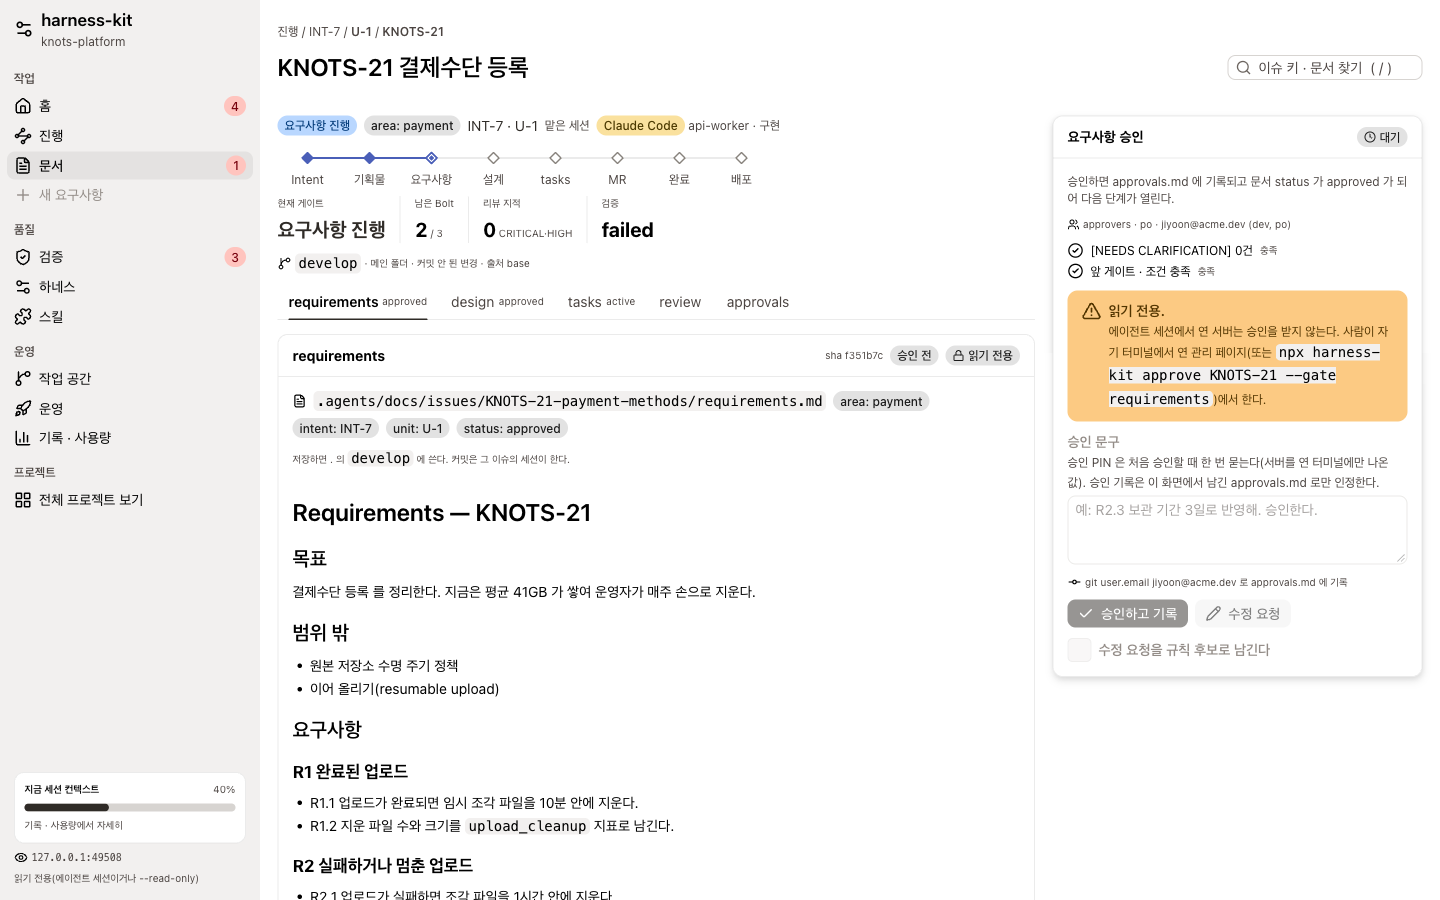 harness-kit
knots-platform
작업
홈 4
진행
문서 1
새 요구사항
품질
검증 3
하네스
스킬
운영
작업 공간
운영
기록 · 사용량
프로젝트
전체 프로젝트 보기
지금 세션 컨텍스트 40%
기록 · 사용량에서 자세히
127.0.0.1:49508
읽기 전용(에이전트 세션이거나 --read-only)
진행 / INT-7 / U-1 / KNOTS-21
KNOTS-21 결제수단 등록
이슈 키 · 문서 찾기 ( / )
요구사항 진행 area: payment INT-7 · U-1 맡은 세션 Claude Code api-worker · 구현
Intent 기획물 요구사항 설계 tasks MR 완료 배포
현재 게이트 남은 Bolt 리뷰 지적 검증
요구사항 진행 2 / 3 0 CRITICAL·HIGH failed
develop · 메인 폴더 · 커밋 안 된 변경 · 출처 base
requirements approved design approved tasks active review approvals
requirements sha f351b7c 승인 전 읽기 전용
.agents/docs/issues/KNOTS-21-payment-methods/requirements.md area: payment
intent: INT-7 unit: U-1 status: approved
저장하면 . 의 develop 에 쓴다. 커밋은 그 이슈의 세션이 한다.
Requirements — KNOTS-21
목표
결제수단 등록 를 정리한다. 지금은 평균 41GB 가 쌓여 운영자가 매주 손으로 지운다.
범위 밖
• 원본 저장소 수명 주기 정책
• 이어 올리기(resumable upload)
요구사항
R1 완료된 업로드
• R1.1 업로드가 완료되면 임시 조각 파일을 10분 안에 지운다.
• R1.2 지운 파일 수와 크기를 upload_cleanup 지표로 남긴다.
R2 실패하거나 멈춘 업로드
• R2.1 업로드가 실패하면 조각 파일을 1시간 안에 지운다.
요구사항 승인 대기
승인하면 approvals.md 에 기록되고 문서 status 가 approved 가 되
어 다음 단계가 열린다.
approvers · po · jiyoon@acme.dev (dev, po)
[NEEDS CLARIFICATION] 0건 충족
앞 게이트 · 조건 충족 충족
읽기 전용.
에이전트 세션에서 연 서버는 승인을 받지 않는다. 사람이 자
기 터미널에서 연 관리 페이지(또는 npx harness-
kit approve KNOTS-21 --gate
requirements)에서 한다.
승인 문구
승인 PIN 은 처음 승인할 때 한 번 묻는다(서버를 연 터미널에만 나온
값). 승인 기록은 이 화면에서 남긴 approvals.md 로만 인정한다.
예: R2.3 보관 기간 3일로 반영해. 승인한다.
git user.email jiyoon@acme.dev 로 approvals.md 에 기록
승인하고 기록 수정 요청
수정 요청을 규칙 후보로 남긴다